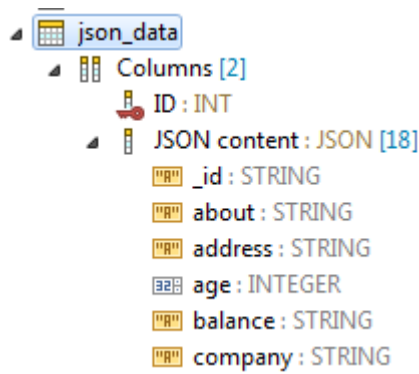 json_data
Columns [2]
ID : INT
JSON content : JSON [18]
"A" _id : STRING
"A" about : STRING
"A" address : STRING
32 age : INTEGER
"A" balance : STRING
"A" company : STRING